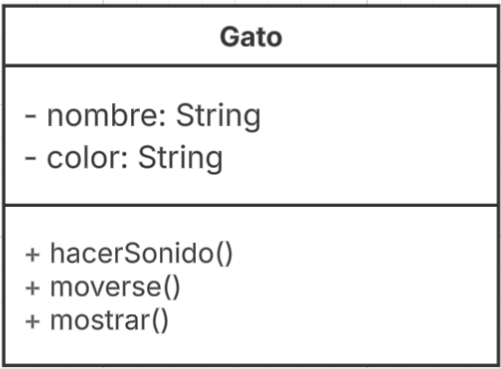 Gato
- nombre: String
- color: String
+ hacerSonido()
+ moverse()
+ mostrar()